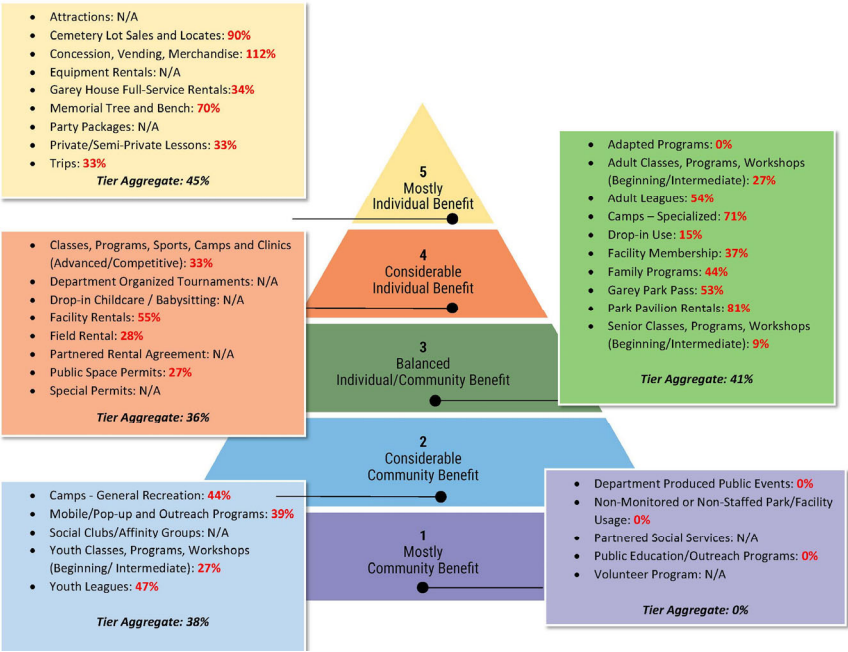 • Attractions: N/A
• Cemetery Lot Sales and Locates: 90%
• Concession, Vending, Merchandise: 112%
• Equipment Rentals: N/A
• Garey House Full-Service Rentals:34%
• Memorial Tree and Bench: 70%
• Party Packages: N/A
• Private/Semi-Private Lessons: 33%
• Trips: 33%
Tier Aggregate: 45%
5
Mostly
Individual Benefit
• Adapted Programs: 0%
• Adult Classes, Programs, Workshops
(Beginning/Intermediate): 27%
• Adult Leagues: 54%
• Camps – Specialized: 71%
• Drop-in Use: 15%
• Facility Membership: 37%
• Family Programs: 44%
• Garey Park Pass: 53%
• Park Pavilion Rentals: 81%
• Senior Classes, Programs, Workshops
(Beginning/Intermediate): 9%
Tier Aggregate: 41%
• Classes, Programs, Sports, Camps and Clinics
(Advanced/Competitive): 33%
• Department Organized Tournaments: N/A
• Drop-in Childcare / Babysitting: N/A
• Facility Rentals: 55%
• Field Rental: 28%
• Partnered Rental Agreement: N/A
• Public Space Permits: 27%
• Special Permits: N/A
Tier Aggregate: 36%
4
Considerable
Individual Benefit
3
Balanced
Individual/Community Benefit
2
Considerable
Community Benefit
• Camps - General Recreation: 44%
• Mobile/Pop-up and Outreach Programs: 39%
• Social Clubs/Affinity Groups: N/A
• Youth Classes, Programs, Workshops
(Beginning/ Intermediate): 27%
• Youth Leagues: 47%
Tier Aggregate: 38%
1
Mostly
Community Benefit
• Department Produced Public Events: 0%
• Non-Monitored or Non-Staffed Park/Facility
Usage: 0%
• Partnered Social Services: N/A
• Public Education/Outreach Programs: 0%
• Volunteer Program: N/A
Tier Aggregate: 0%